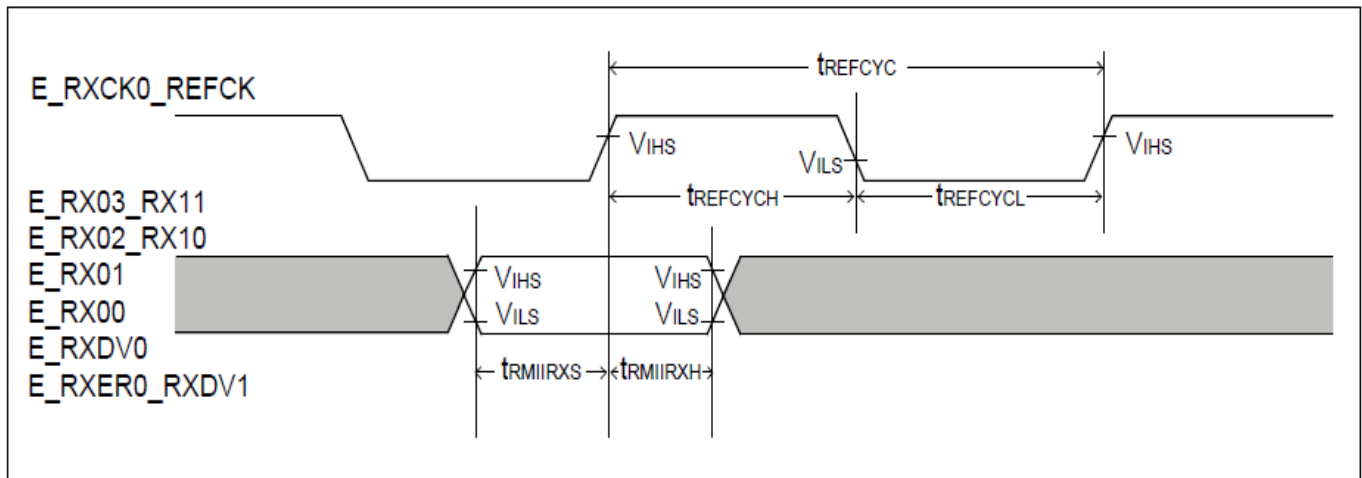 tREFCYC
E_RXCK0_REFCK
VIHS
VILS
VIHS
tREFCYCH
tREFCYCL
E_RX03_RX11
E_RX02_RX10
E_RX01
E_RX00
E_RXDV0
E_RXER0_RXDV1
VIHS
VIHS
VILS
VILS
tRMIIRXS
tRMIIRXH